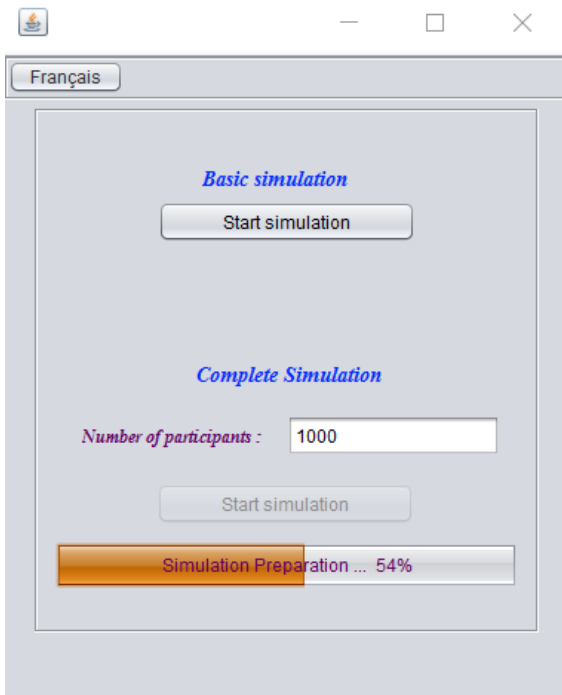 Français
Basic simulation
Start simulation
Complete Simulation
Number of participants : 1000
Start simulation
Simulation Preparation ... 54%